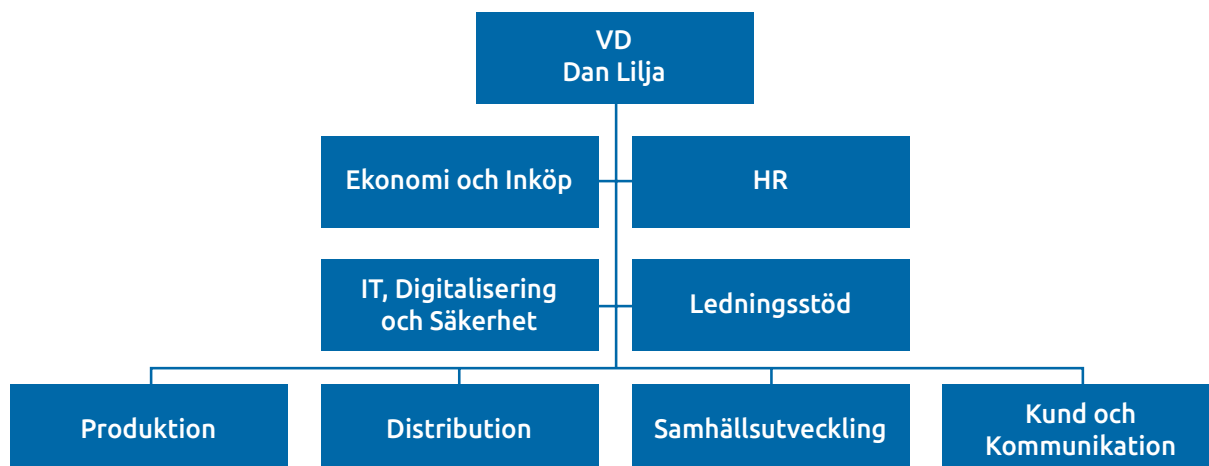 VD
Dan Lilja
Ekonomi och Inköp
HR
IT, Digitalisering
och Säkerhet
Ledningsstöd
Produktion
Distribution
Samhällsutveckling
Kund och
Kommunikation